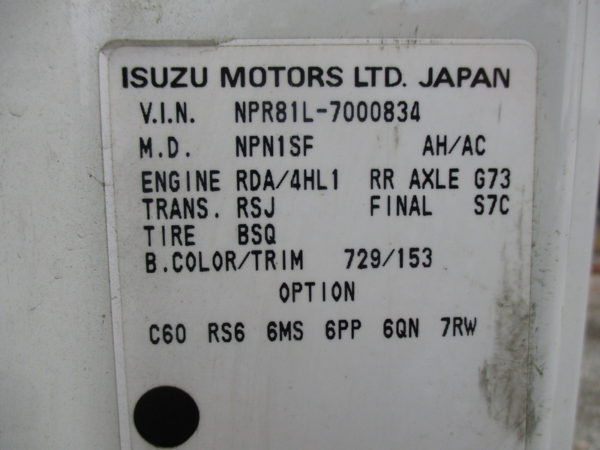 ISUZU MOTORS LTD. JAPAN
V.I.N. NPR81L-7000834
M.D. NPN1SF AH/AC
ENGINE RDA/4HL1 RR AXLE G73
TRANS. RSJ FINAL S7C
TIRE BSQ
B.COLOR/TRIM 729/153
OPTION
C60 RS6 6MS 6PP 6QN 7RW